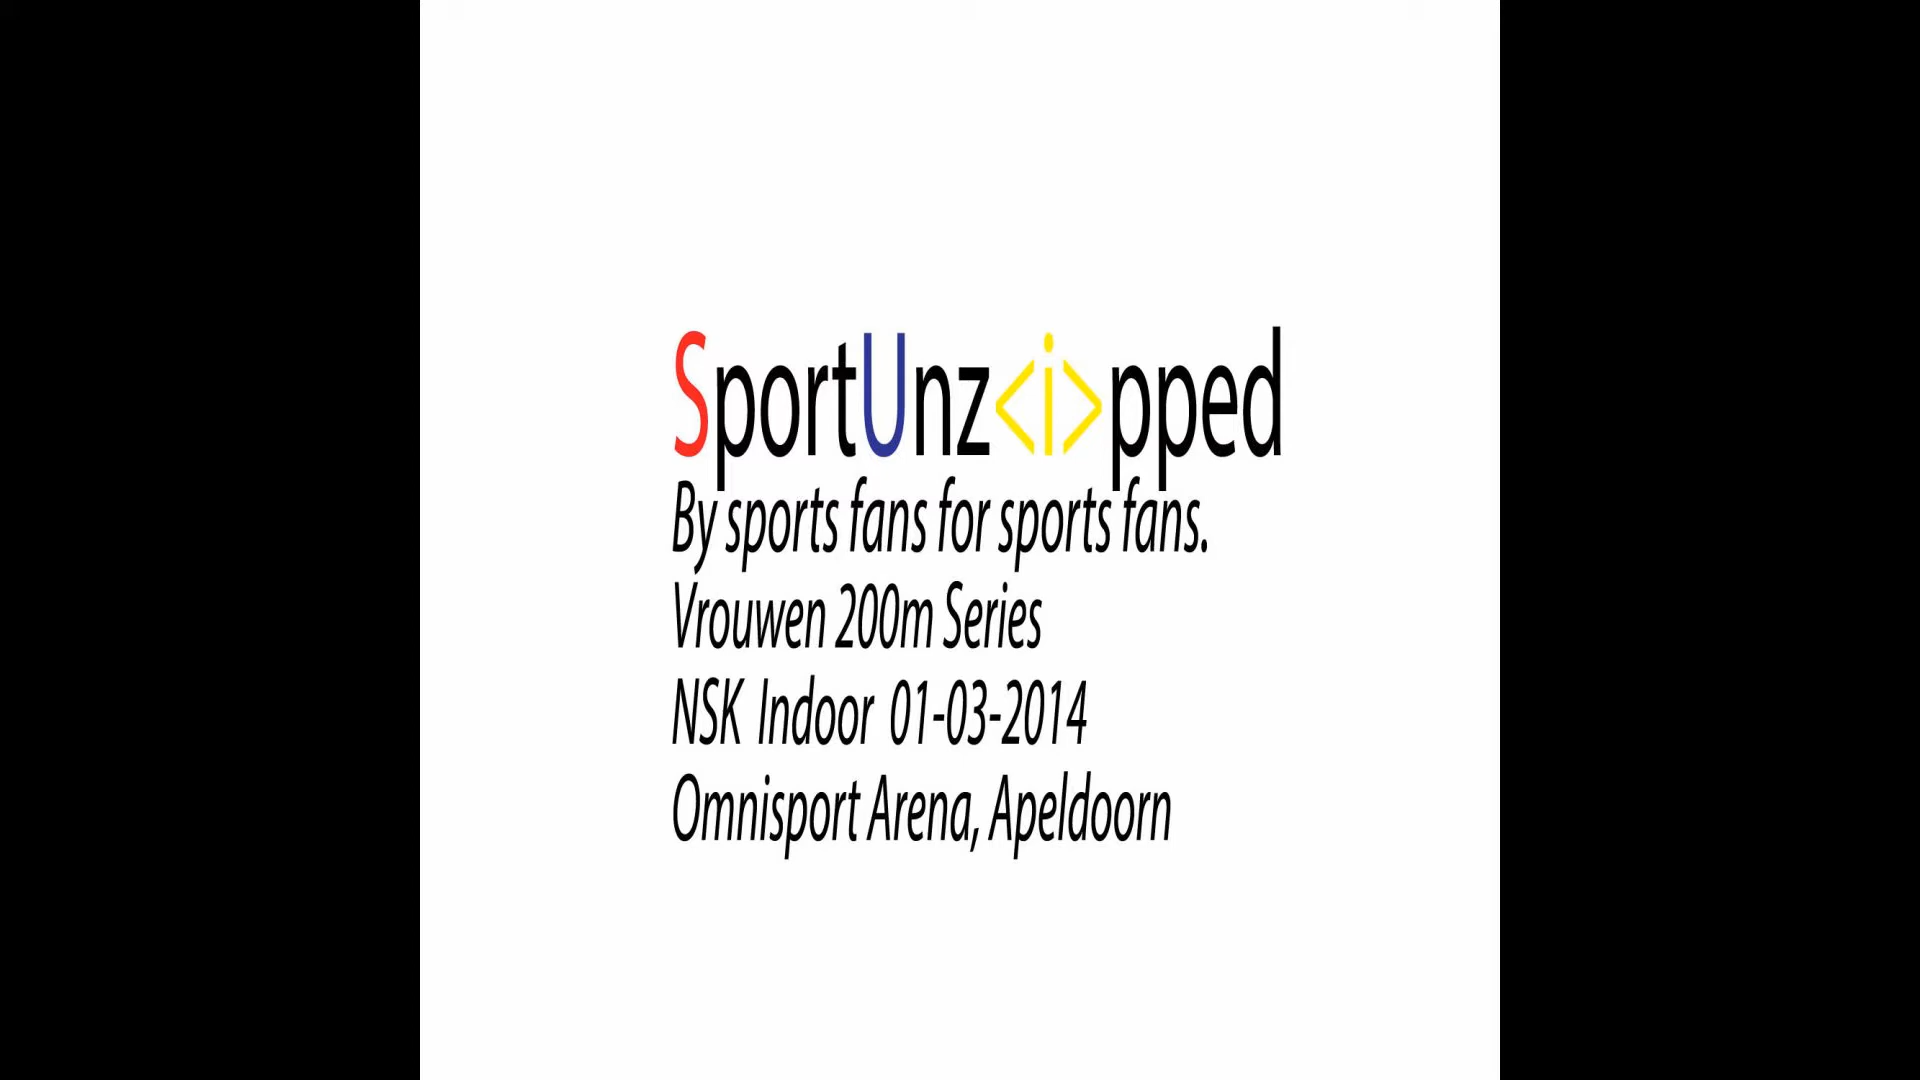 SportUnz<i>pped
By sports fans for sports fans.
Vrouwen 200m Series
NSK Indoor 01-03-2014
Omnisport Arena, Apeldoorn